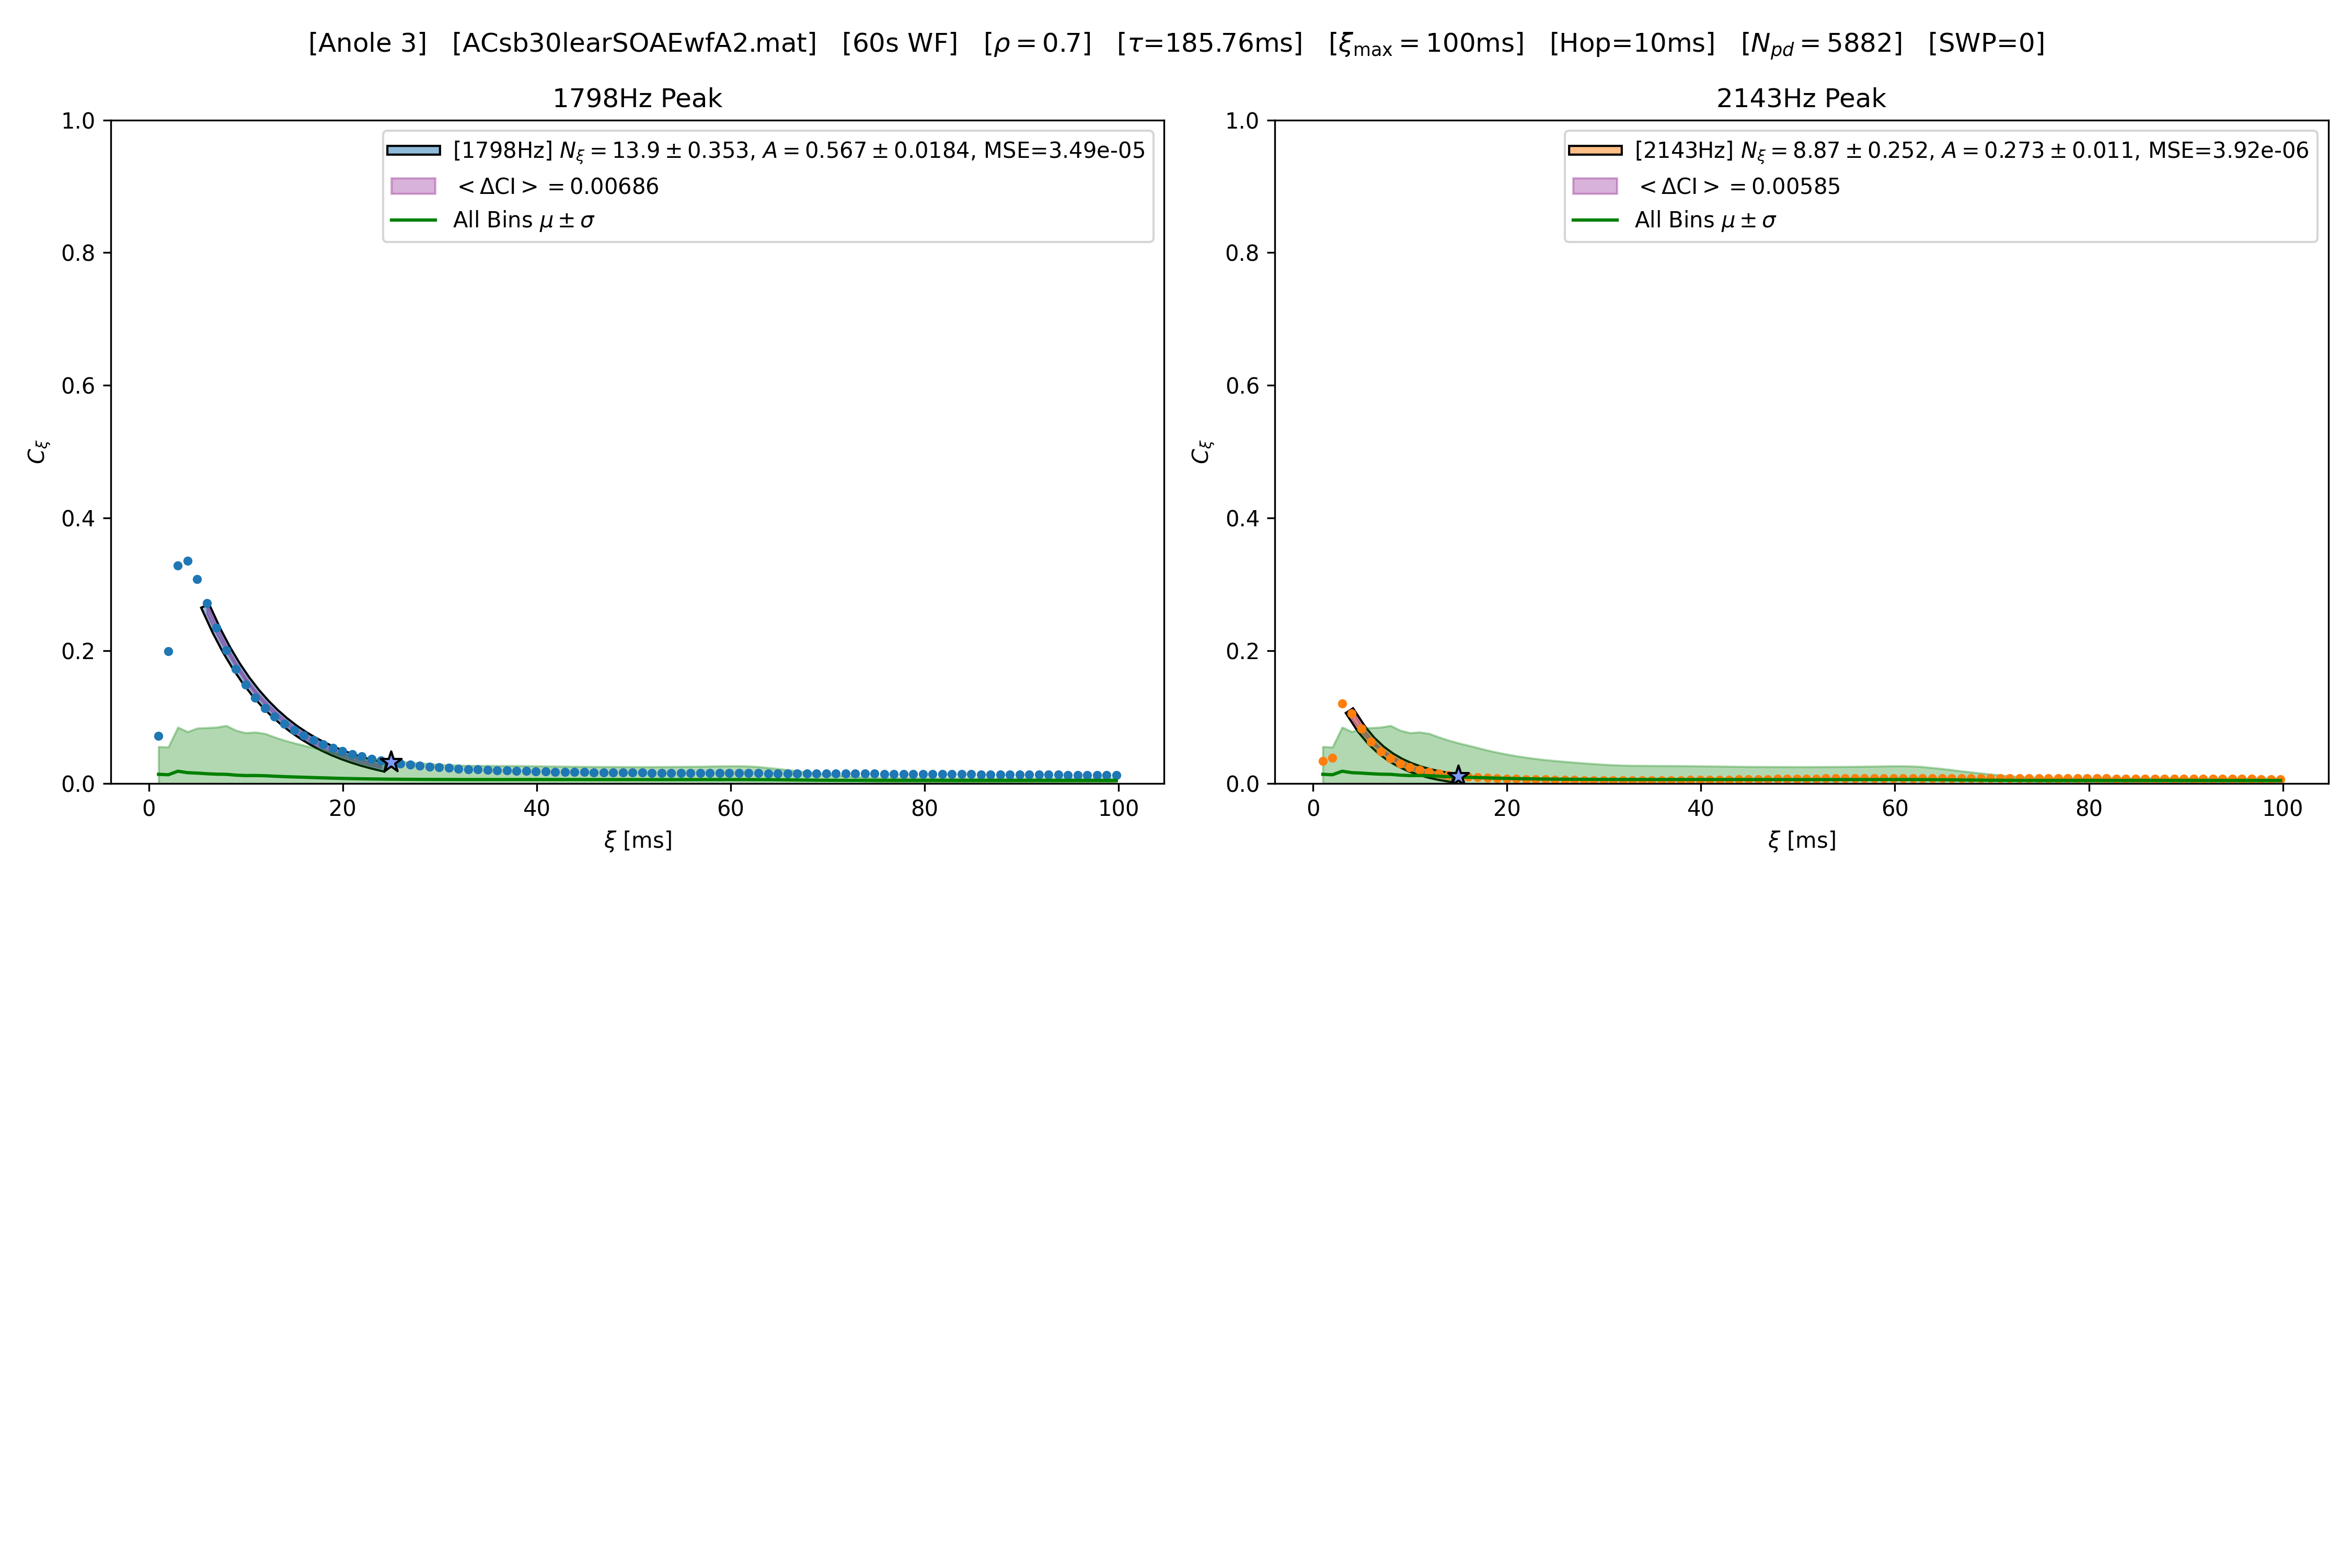 [Anole 3] [ACsb30learSOAEwfA2.mat] [60s WF] [ρ = 0.7] [τ=185.76ms] [ξmax = 100ms] [Hop=10ms] [Npd = 5882] [SWP=0]
1798Hz Peak
[1798Hz] Nξ = 13.9 ± 0.353, A = 0.567 ± 0.0184, MSE=3.49e-05
< ΔCI > = 0.00686
All Bins μ ± σ
1.0
0.8
0.6
0.4
0.2
0.0
Cξ
0 20 40 60 80 100
ξ [ms]
2143Hz Peak
[2143Hz] Nξ = 8.87 ± 0.252, A = 0.273 ± 0.011, MSE=3.92e-06
< ΔCI > = 0.00585
All Bins μ ± σ
1.0
0.8
0.6
0.4
0.2
0.0
Cξ
0 20 40 60 80 100
ξ [ms]